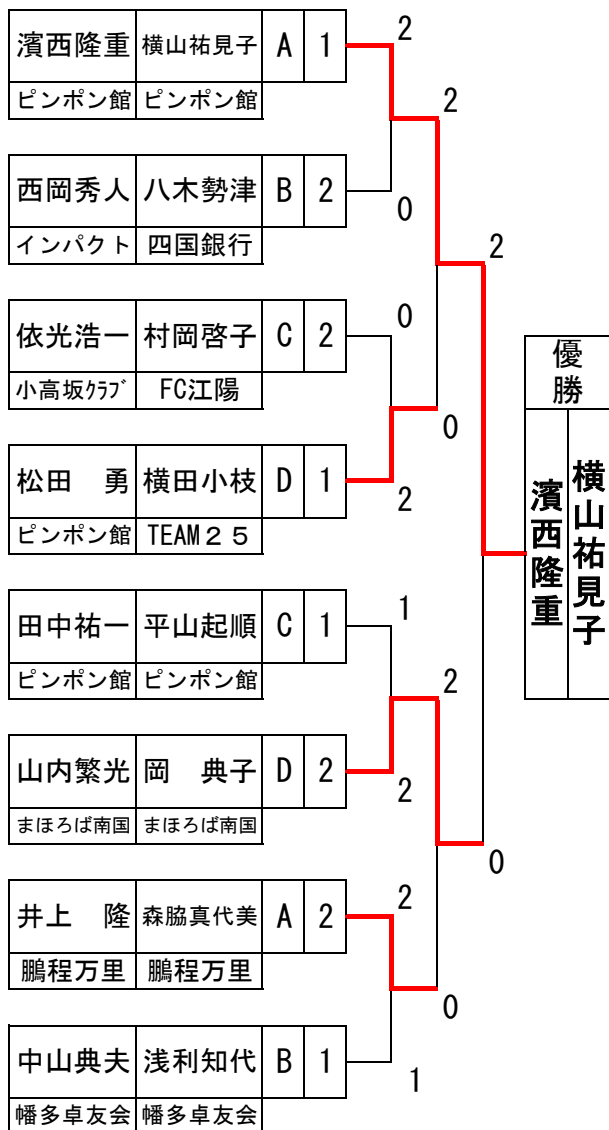 濱西隆重 横山祐見子 A 1
ピンポン館 ピンポン館
西岡秀人 八木勢津 B 2
インパクト 四国銀行
依光浩一 村岡啓子 C 2
小高坂ｸﾗﾌﾞ FC江陽
松田　勇 横田小枝 D 1
ピンポン館 TEAM２５
田中祐一 平山起順 C 1
ピンポン館 ピンポン館
山内繁光 岡　典子 D 2
まほろば南国 まほろば南国
井上　隆 森脇真代美 A 2
鵬程万里 鵬程万里
中山典夫 浅利知代 B 1
幡多卓友会 幡多卓友会
2
0
0
2
1
2
2
1
2
0
2
0
2
0
優勝
横山祐見子
濱西隆重